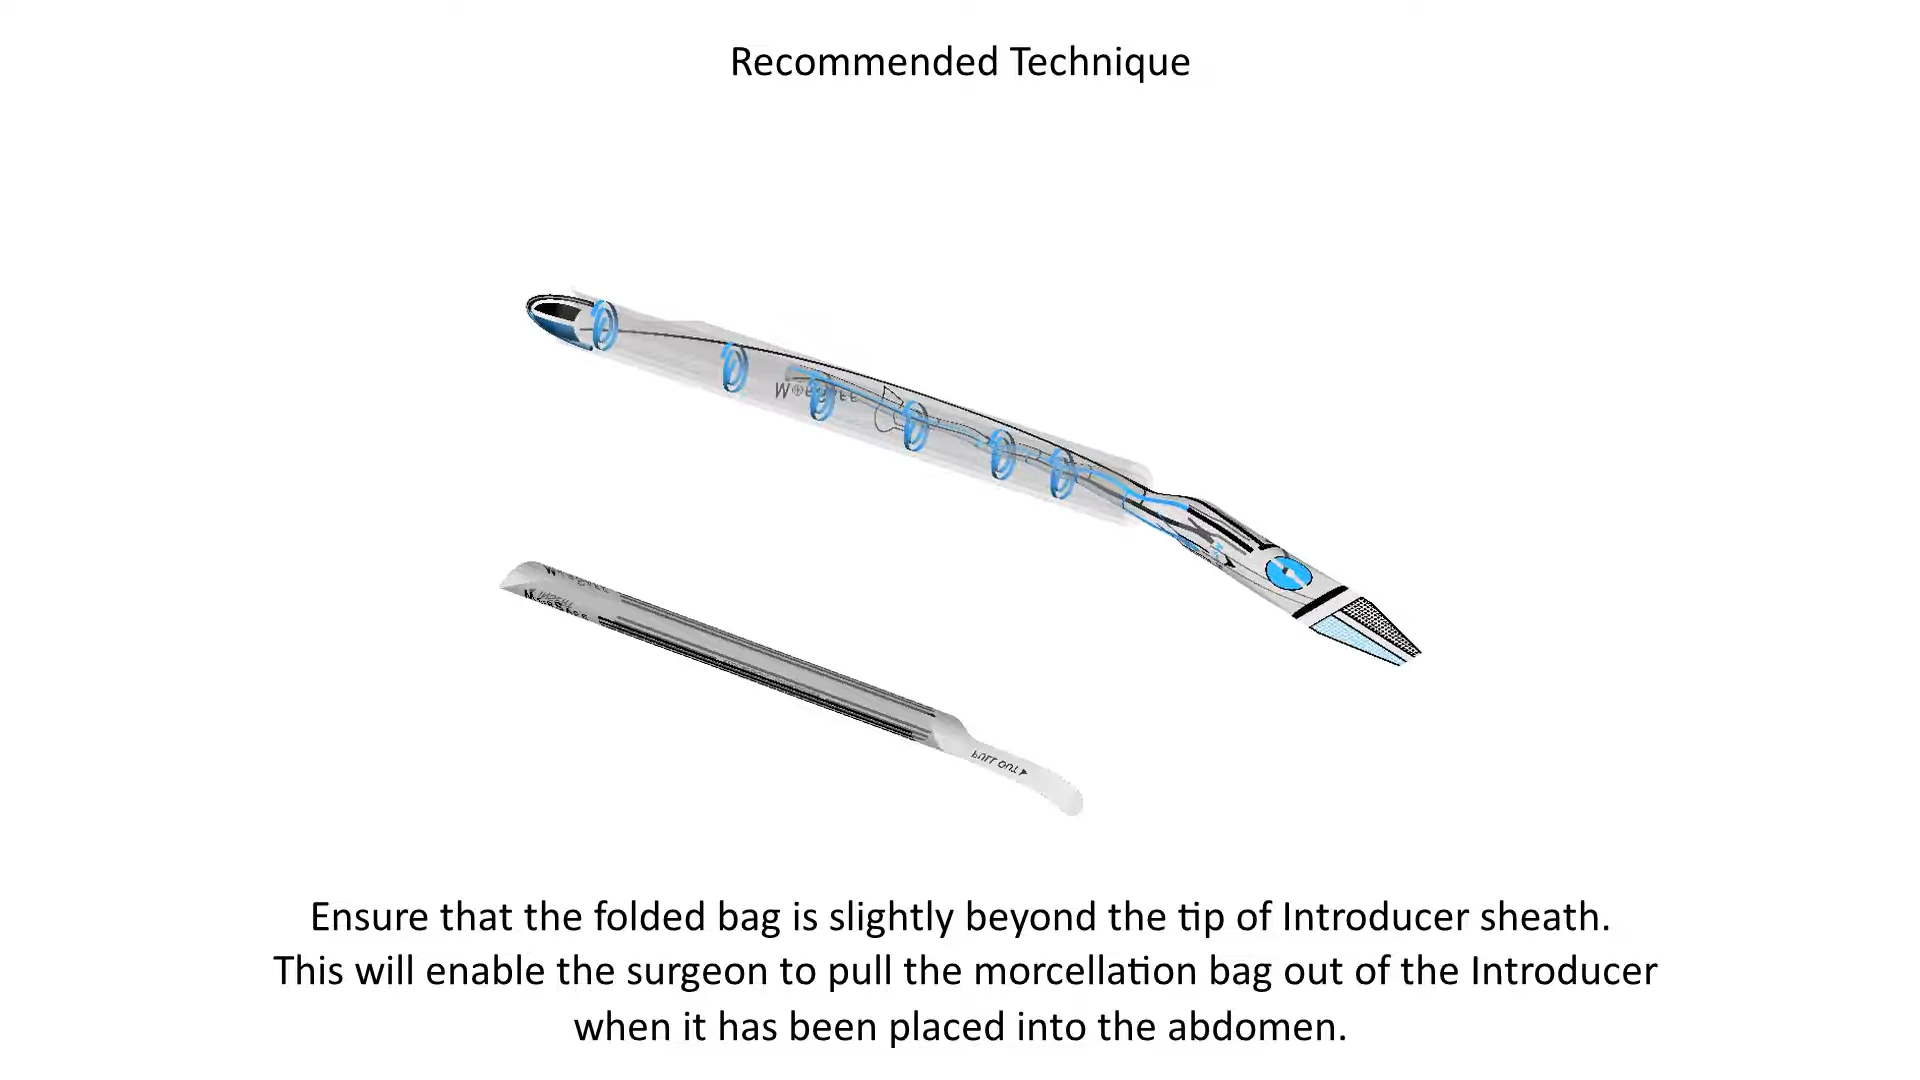 Recommended Technique
MorSafe
MorSafe
PULL OUT
Ensure that the folded bag is slightly beyond the tip of Introducer sheath.
This will enable the surgeon to pull the morcellation bag out of the Introducer
when it has been placed into the abdomen.